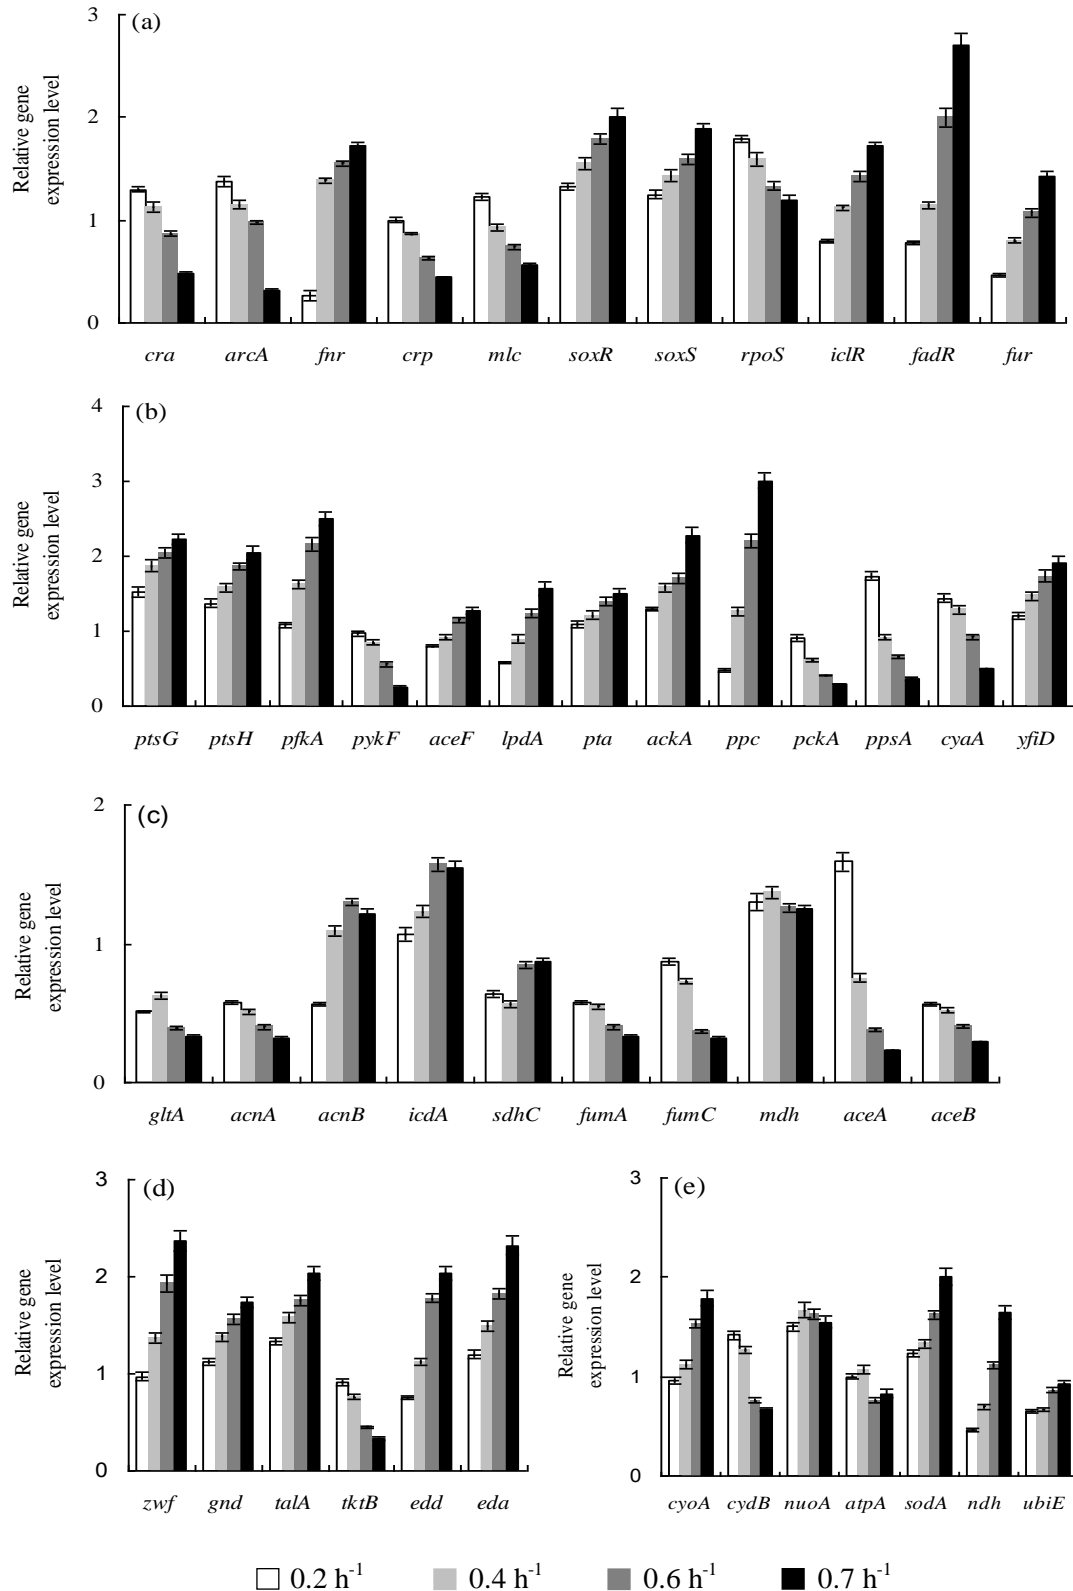 (a)
3
2
1
0
Relative gene
expression level
cra arcA fnr crp mlc soxR soxS rpoS iclR fadR fur
(b)
4
3
2
1
0
Relative gene
expression level
ptsG ptsH pfkA pykF aceF lpdA pta ackA ppc pckA ppsA cyaA yfiD
(c)
2
1
0
Relative gene
expression level
gltA acnA acnB icdA sdhC fumA fumC mdh aceA aceB
(d)
3
2
1
0
Relative gene
expression level
zwf gnd talA tktB edd eda
(e)
3
2
1
0
Relative gene
expression level
cyoA cydB nuoA atpA sodA ndh ubiE
0.2 h-1 0.4 h-1 0.6 h-1 0.7 h-1